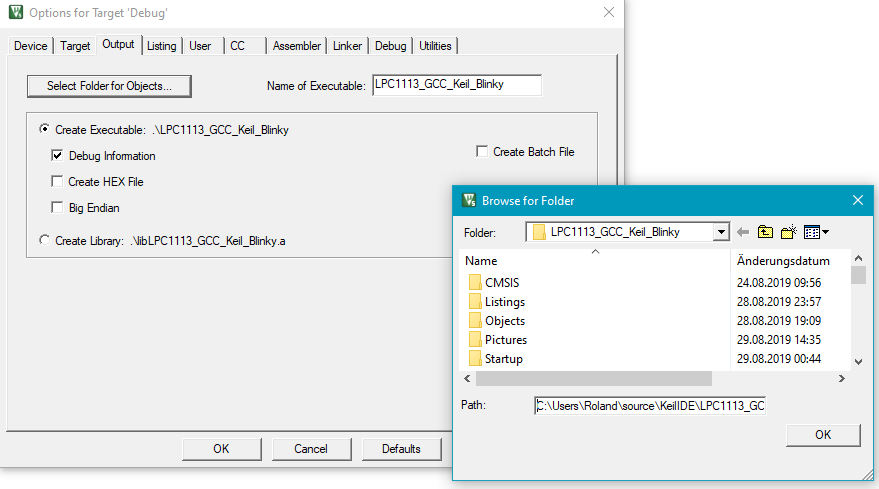 Options for Target 'Debug'
Device Target Output Listing User CC Assembler Linker Debug Utilities
Select Folder for Objects... Name of Executable: LPC1113_GCC_Keil_Blinky
Create Executable: .\LPC1113_GCC_Keil_Blinky
Debug Information Create Batch File
Create HEX File
Big Endian
Create Library: .\libLPC1113_GCC_Keil_Blinky.a
OK Cancel Defaults
Browse for Folder
Folder: LPC1113_GCC_Keil_Blinky
Name Änderungsdatum
CMSIS 24.08.2019 09:56
Listings 28.08.2019 23:57
Objects 28.08.2019 19:09
Pictures 29.08.2019 14:35
Startup 29.08.2019 00:44
Path: C:\Users\Roland\source\KeilIDE\LPC1113_GC
OK